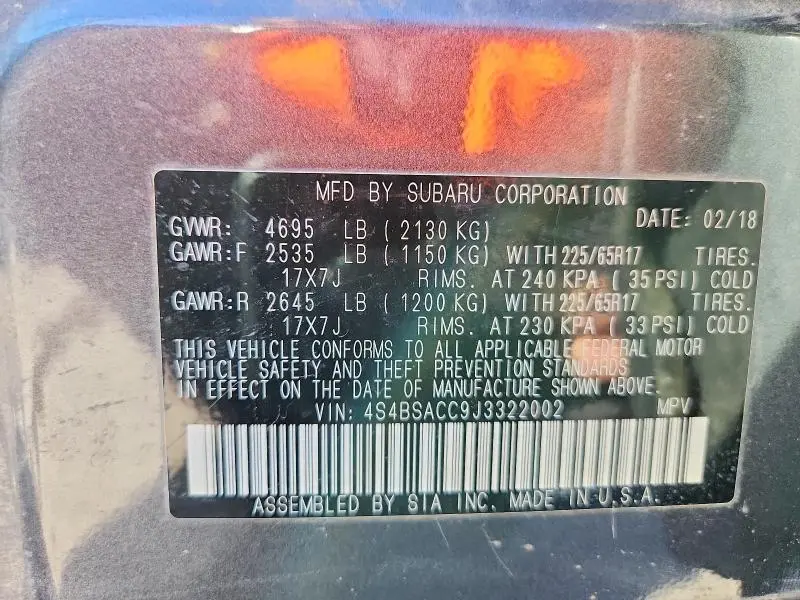 MFD BY SUBARU CORPORATION
GVWR: 4695 LB ( 2130 KG) DATE: 02/18
GAWR:F 2535 LB ( 1150 KG) WITH 225/65R17 TIRES.
17X7J RIMS. AT 240 KPA ( 35 PSI) COLD
GAWR:R 2645 LB ( 1200 KG) WITH 225/65R17 TIRES.
17X7J RIMS. AT 230 KPA ( 33 PSI) COLD
THIS VEHICLE CONFORMS TO ALL APPLICABLE FEDERAL MOTOR
VEHICLE SAFETY AND THEFT PREVENTION STANDARDS
IN EFFECT ON THE DATE OF MANUFACTURE SHOWN ABOVE.
VIN: 4S4BSACC9J3322002 MPV
ASSEMBLED BY SIA INC. MADE IN U.S.A.